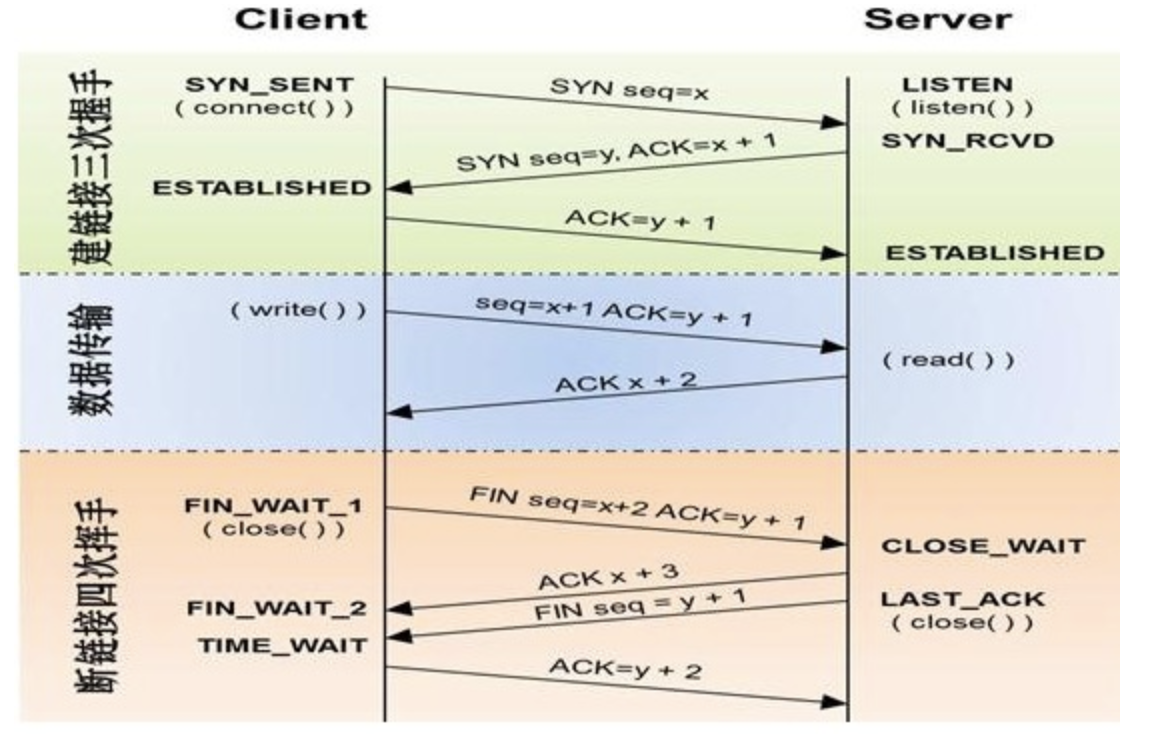 Client
Server
建链接三次握手
SYN_SENT
( connect( ) )
SYN seq=x
LISTEN
( listen( ) )
SYN_RCVD
SYN seq=y, ACK=x + 1
ESTABLISHED
ACK=y + 1
ESTABLISHED
数据传输
( write( ) )
seq=x+1 ACK=y + 1
( read( ) )
ACK x + 2
断链接四次挥手
FIN_WAIT_1
( close( ) )
FIN seq=x+2 ACK=y + 1
CLOSE_WAIT
ACK x + 3
FIN_WAIT_2
FIN seq = y + 1
LAST_ACK
( close( ) )
TIME_WAIT
ACK=y + 2